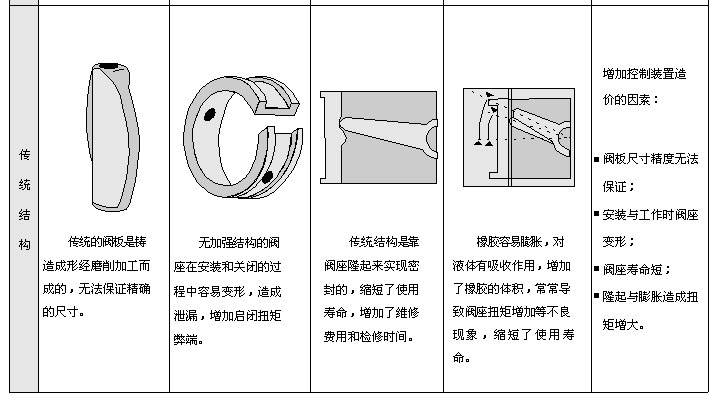 传
统
结
构
传统的阀板是铸
造成形经磨削加工而
成的，无法保证精确
的尺寸。
无加强结构的阀
座在安装和关闭的过
程中容易变形，造成
泄漏，增加启闭扭矩
弊端。
传统结构是靠
阀座隆起来实现密
封的，缩短了使用
寿命，增加了维修
费用和检修时间。
橡胶容易膨胀，对
液体有吸收作用，增加
了橡胶的体积，常常导
致阀座扭矩增加等不良
现象，缩短了使用寿
命。
增加控制装置造
价的因素：
■阀板尺寸精度无法
保证；
■安装与工作时阀座
变形；
■阀座寿命短；
■隆起与膨胀造成扭
矩增大。